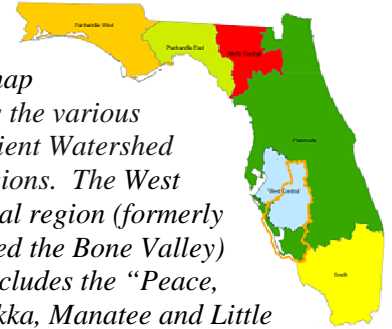 Panhandle West
Panhandle East
North Central
Peninsula
West Central
South
the various
ient Watershed
ions. The West
al region (formerly
ed the Bone Valley)
cludes the "Peace,
kka, Manatee and Little